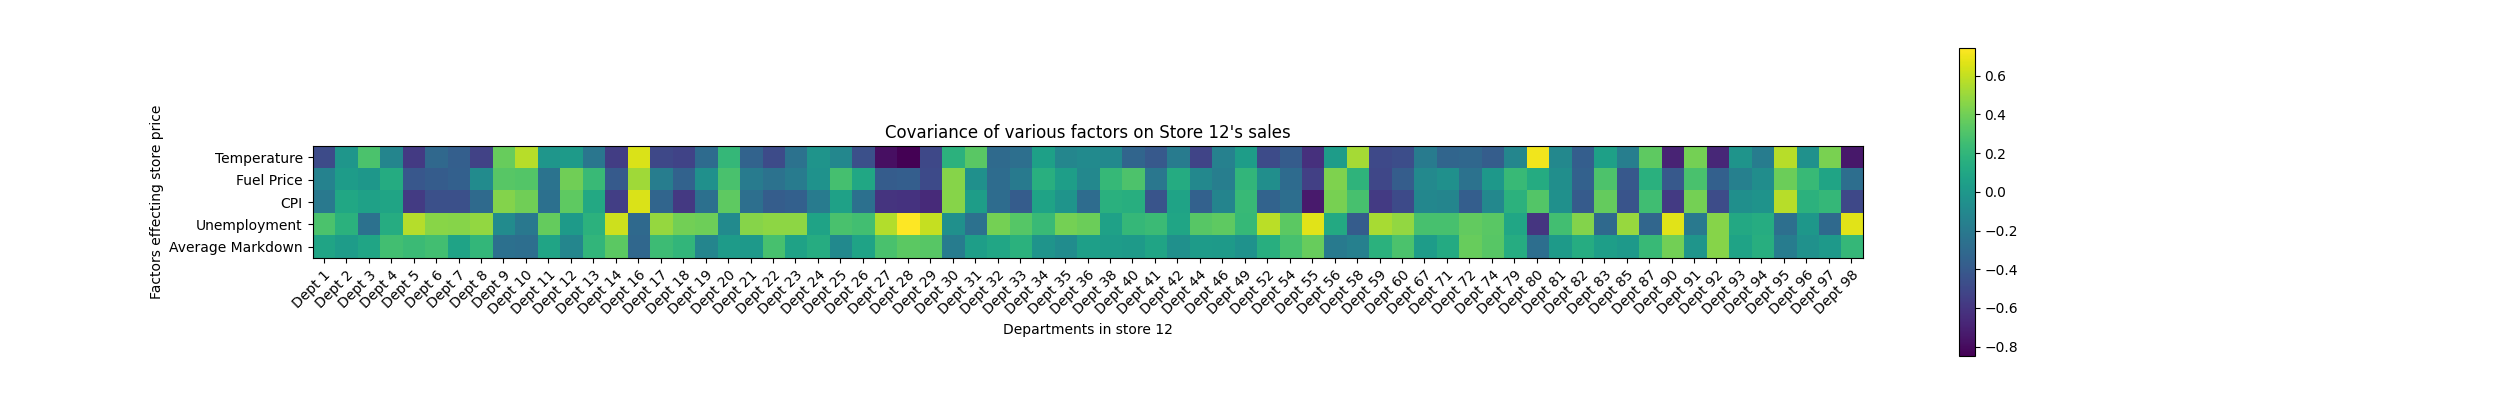 Covariance of various factors on Store 12's sales
Factors effecting store price
Temperature
Fuel Price
CPI
Unemployment
Average Markdown
Dept 1
Dept 2
Dept 3
Dept 4
Dept 5
Dept 6
Dept 7
Dept 8
Dept 9
Dept 10
Dept 11
Dept 12
Dept 13
Dept 14
Dept 16
Dept 17
Dept 18
Dept 19
Dept 20
Dept 21
Dept 22
Dept 23
Dept 24
Dept 25
Dept 26
Dept 27
Dept 28
Dept 29
Dept 30
Dept 31
Dept 32
Dept 33
Dept 34
Dept 35
Dept 36
Dept 38
Dept 40
Dept 41
Dept 42
Dept 44
Dept 46
Dept 49
Dept 52
Dept 54
Dept 55
Dept 56
Dept 58
Dept 59
Dept 60
Dept 67
Dept 71
Dept 72
Dept 74
Dept 79
Dept 80
Dept 81
Dept 82
Dept 83
Dept 85
Dept 87
Dept 90
Dept 91
Dept 92
Dept 93
Dept 94
Dept 95
Dept 96
Dept 97
Dept 98
Departments in store 12
0.6
0.4
0.2
0.0
−0.2
−0.4
−0.6
−0.8